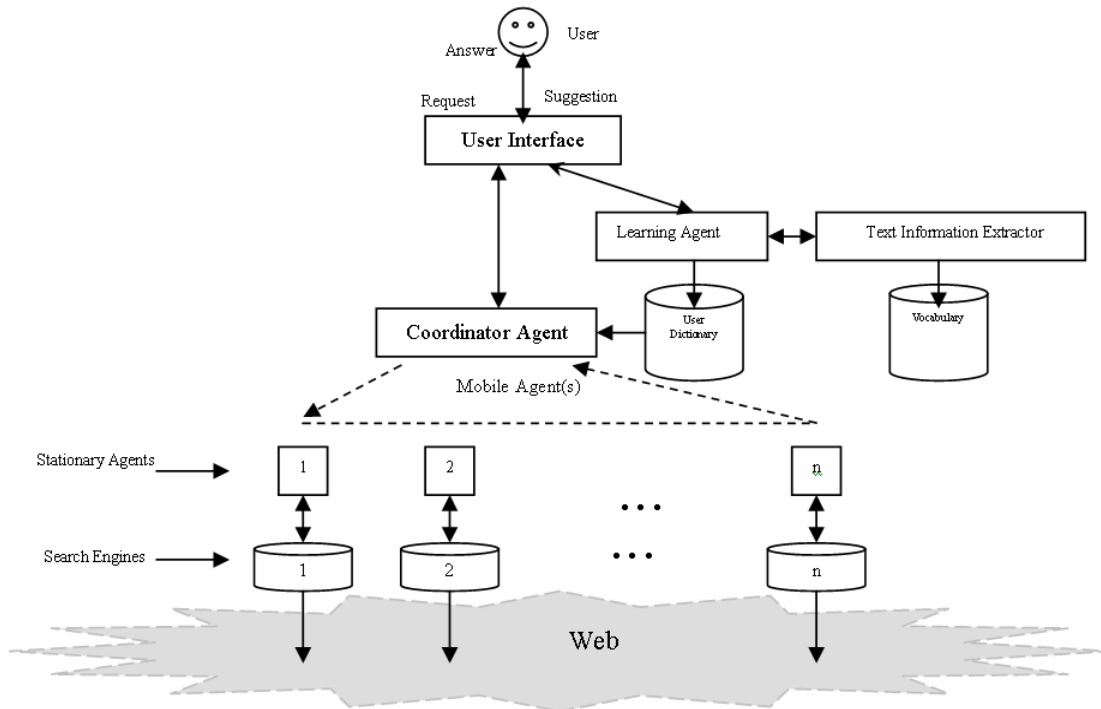 User
Answer
Request
Suggestion
User Interface
Learning Agent
Text Information Extractor
User
Dictionary
Vocabulary
Coordinator Agent
Mobile Agent(s)
Stationary Agents
1
2
n
• • •
Search Engines
1
2
n
• • •
Web